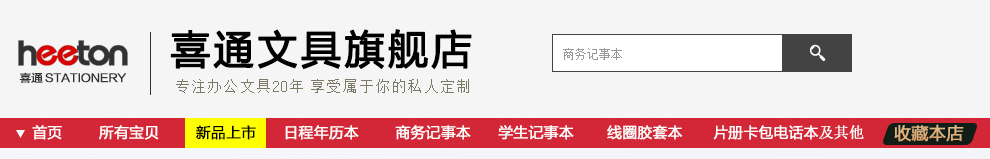 heeton
喜通 STATIONERY
喜通文具旗舰店
专注办公文具20年 享受属于你的私人定制
商务记事本
▼ 首页 所有宝贝 新品上市 日程年历本 商务记事本 学生记事本 线圈胶套本 片册卡包电话本及其他 收藏本店